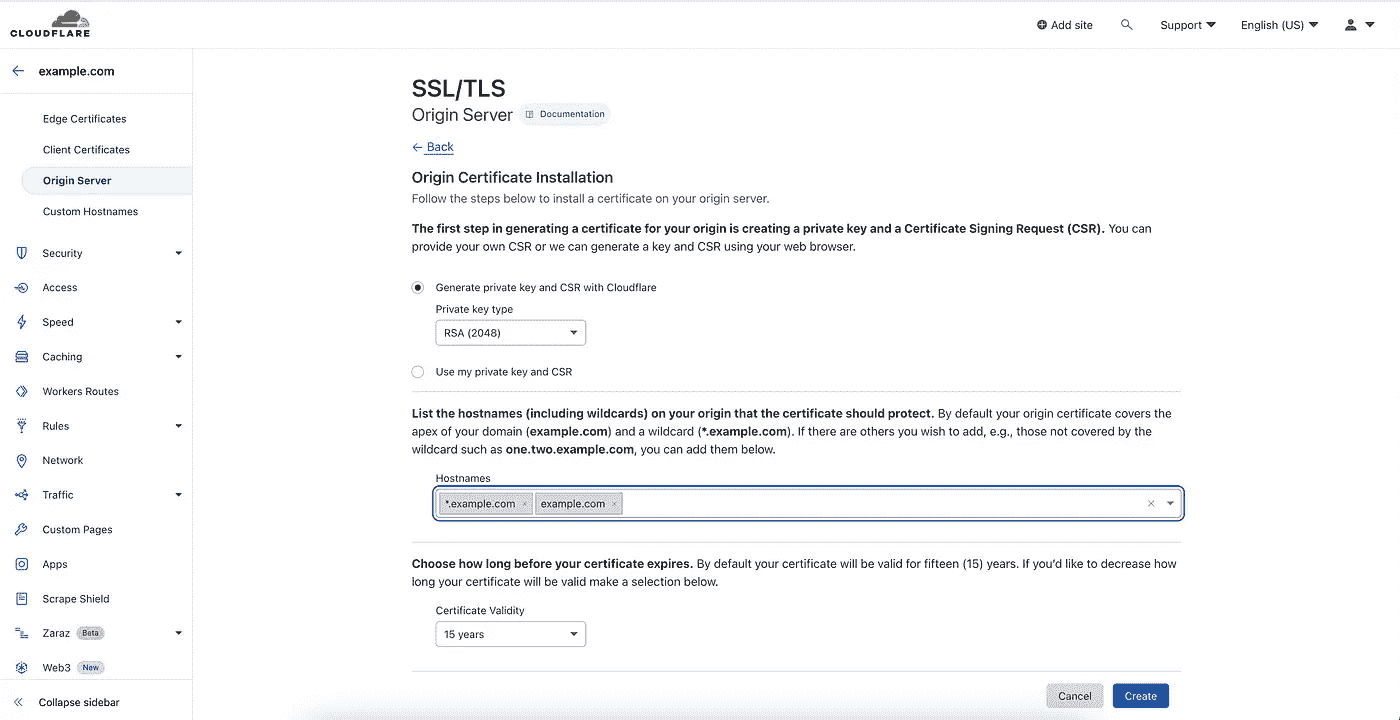 CLOUDFLARE
Add site
Support
English (US)
example.com
Edge Certificates
Client Certificates
Origin Server
Custom Hostnames
Security
Access
Speed
Caching
Workers Routes
Rules
Network
Traffic
Custom Pages
Apps
Scrape Shield
Zaraz Beta
Web3 New
Collapse sidebar
SSL/TLS
Origin Server Documentation
Back
Origin Certificate Installation
Follow the steps below to install a certificate on your origin server.
The first step in generating a certificate for your origin is creating a private key and a Certificate Signing Request (CSR). You can
provide your own CSR or we can generate a key and CSR using your web browser.
Generate private key and CSR with Cloudflare
Private key type
RSA (2048)
Use my private key and CSR
List the hostnames (including wildcards) on your origin that the certificate should protect. By default your origin certificate covers the
apex of your domain (example.com) and a wildcard (*.example.com). If there are others you wish to add, e.g., those not covered by the
wildcard such as one.two.example.com, you can add them below.
Hostnames
*.example.com × example.com ×
Choose how long before your certificate expires. By default your certificate will be valid for fifteen (15) years. If you'd like to decrease how
long your certificate will be valid make a selection below.
Certificate Validity
15 years
Cancel
Create